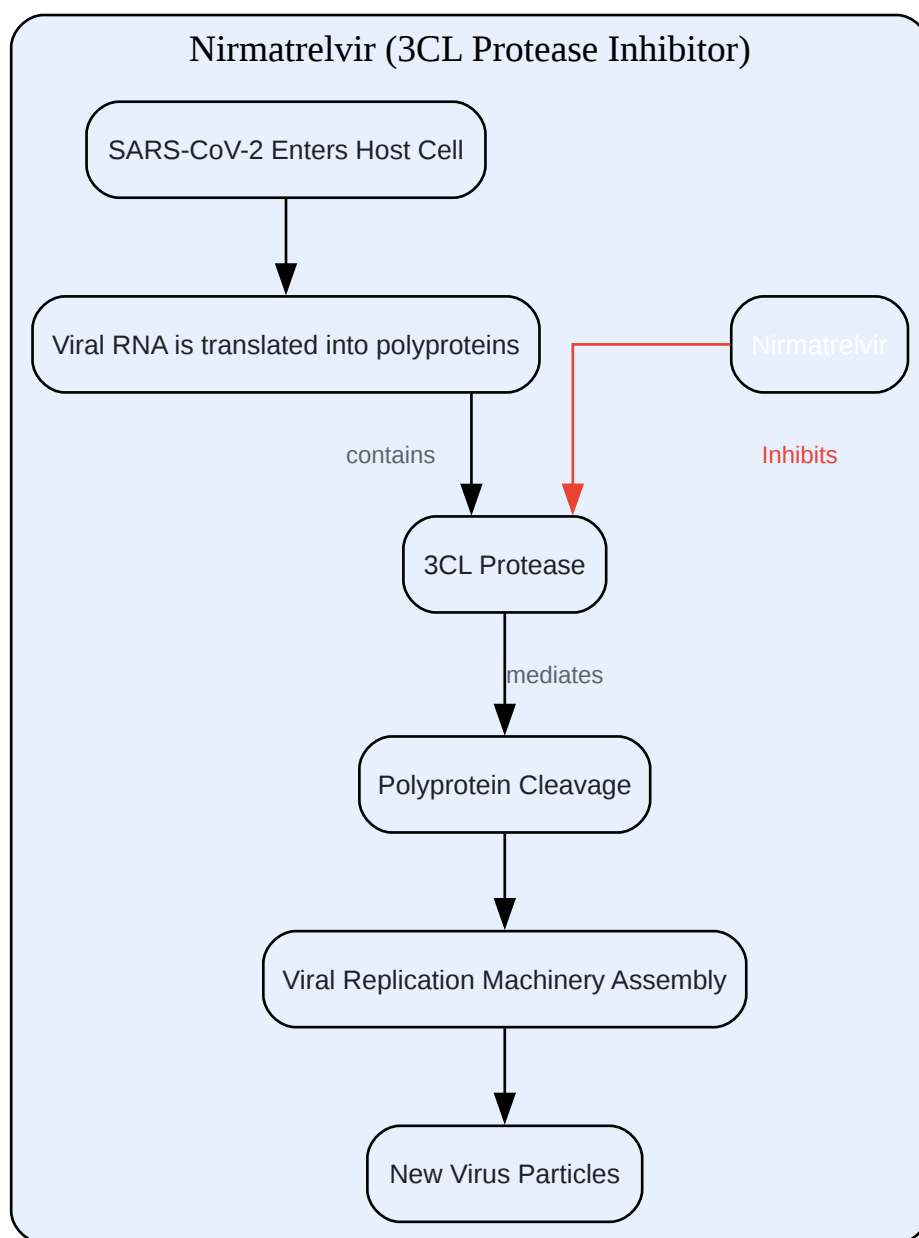 Nirmatrelvir (3CL Protease Inhibitor)
SARS-CoV-2 Enters Host Cell
Viral RNA is translated into polyproteins
Nirmatrelvir
contains
Inhibits
3CL Protease
mediates
Polyprotein Cleavage
Viral Replication Machinery Assembly
New Virus Particles